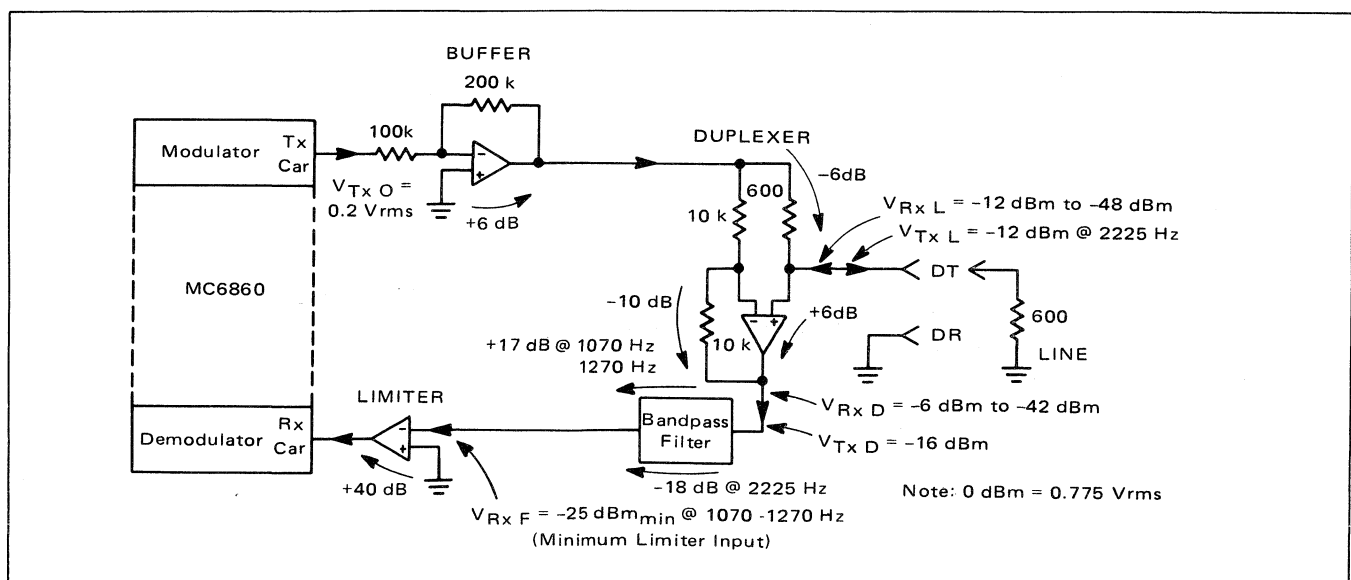 BUFFER
200 k
100k
Modulator
Tx
Car
V Tx O =
0.2 Vrms
-
+
+6 dB
DUPLEXER
-6dB
600
10 k
V Rx L = -12 dBm to -48 dBm
V Tx L = -12 dBm @ 2225 Hz
DT
MC6860
-10 dB
-
+
+6dB
10 k
DR
600
LINE
+17 dB @ 1070 Hz
1270 Hz
LIMITER
V Rx D = -6 dBm to -42 dBm
Bandpass
Filter
V Tx D = -16 dBm
Demodulator
Rx
Car
-
+
+40 dB
-18 dB @ 2225 Hz
Note: 0 dBm = 0.775 Vrms
V Rx F = -25 dBm min @ 1070 -1270 Hz
(Minimum Limiter Input)